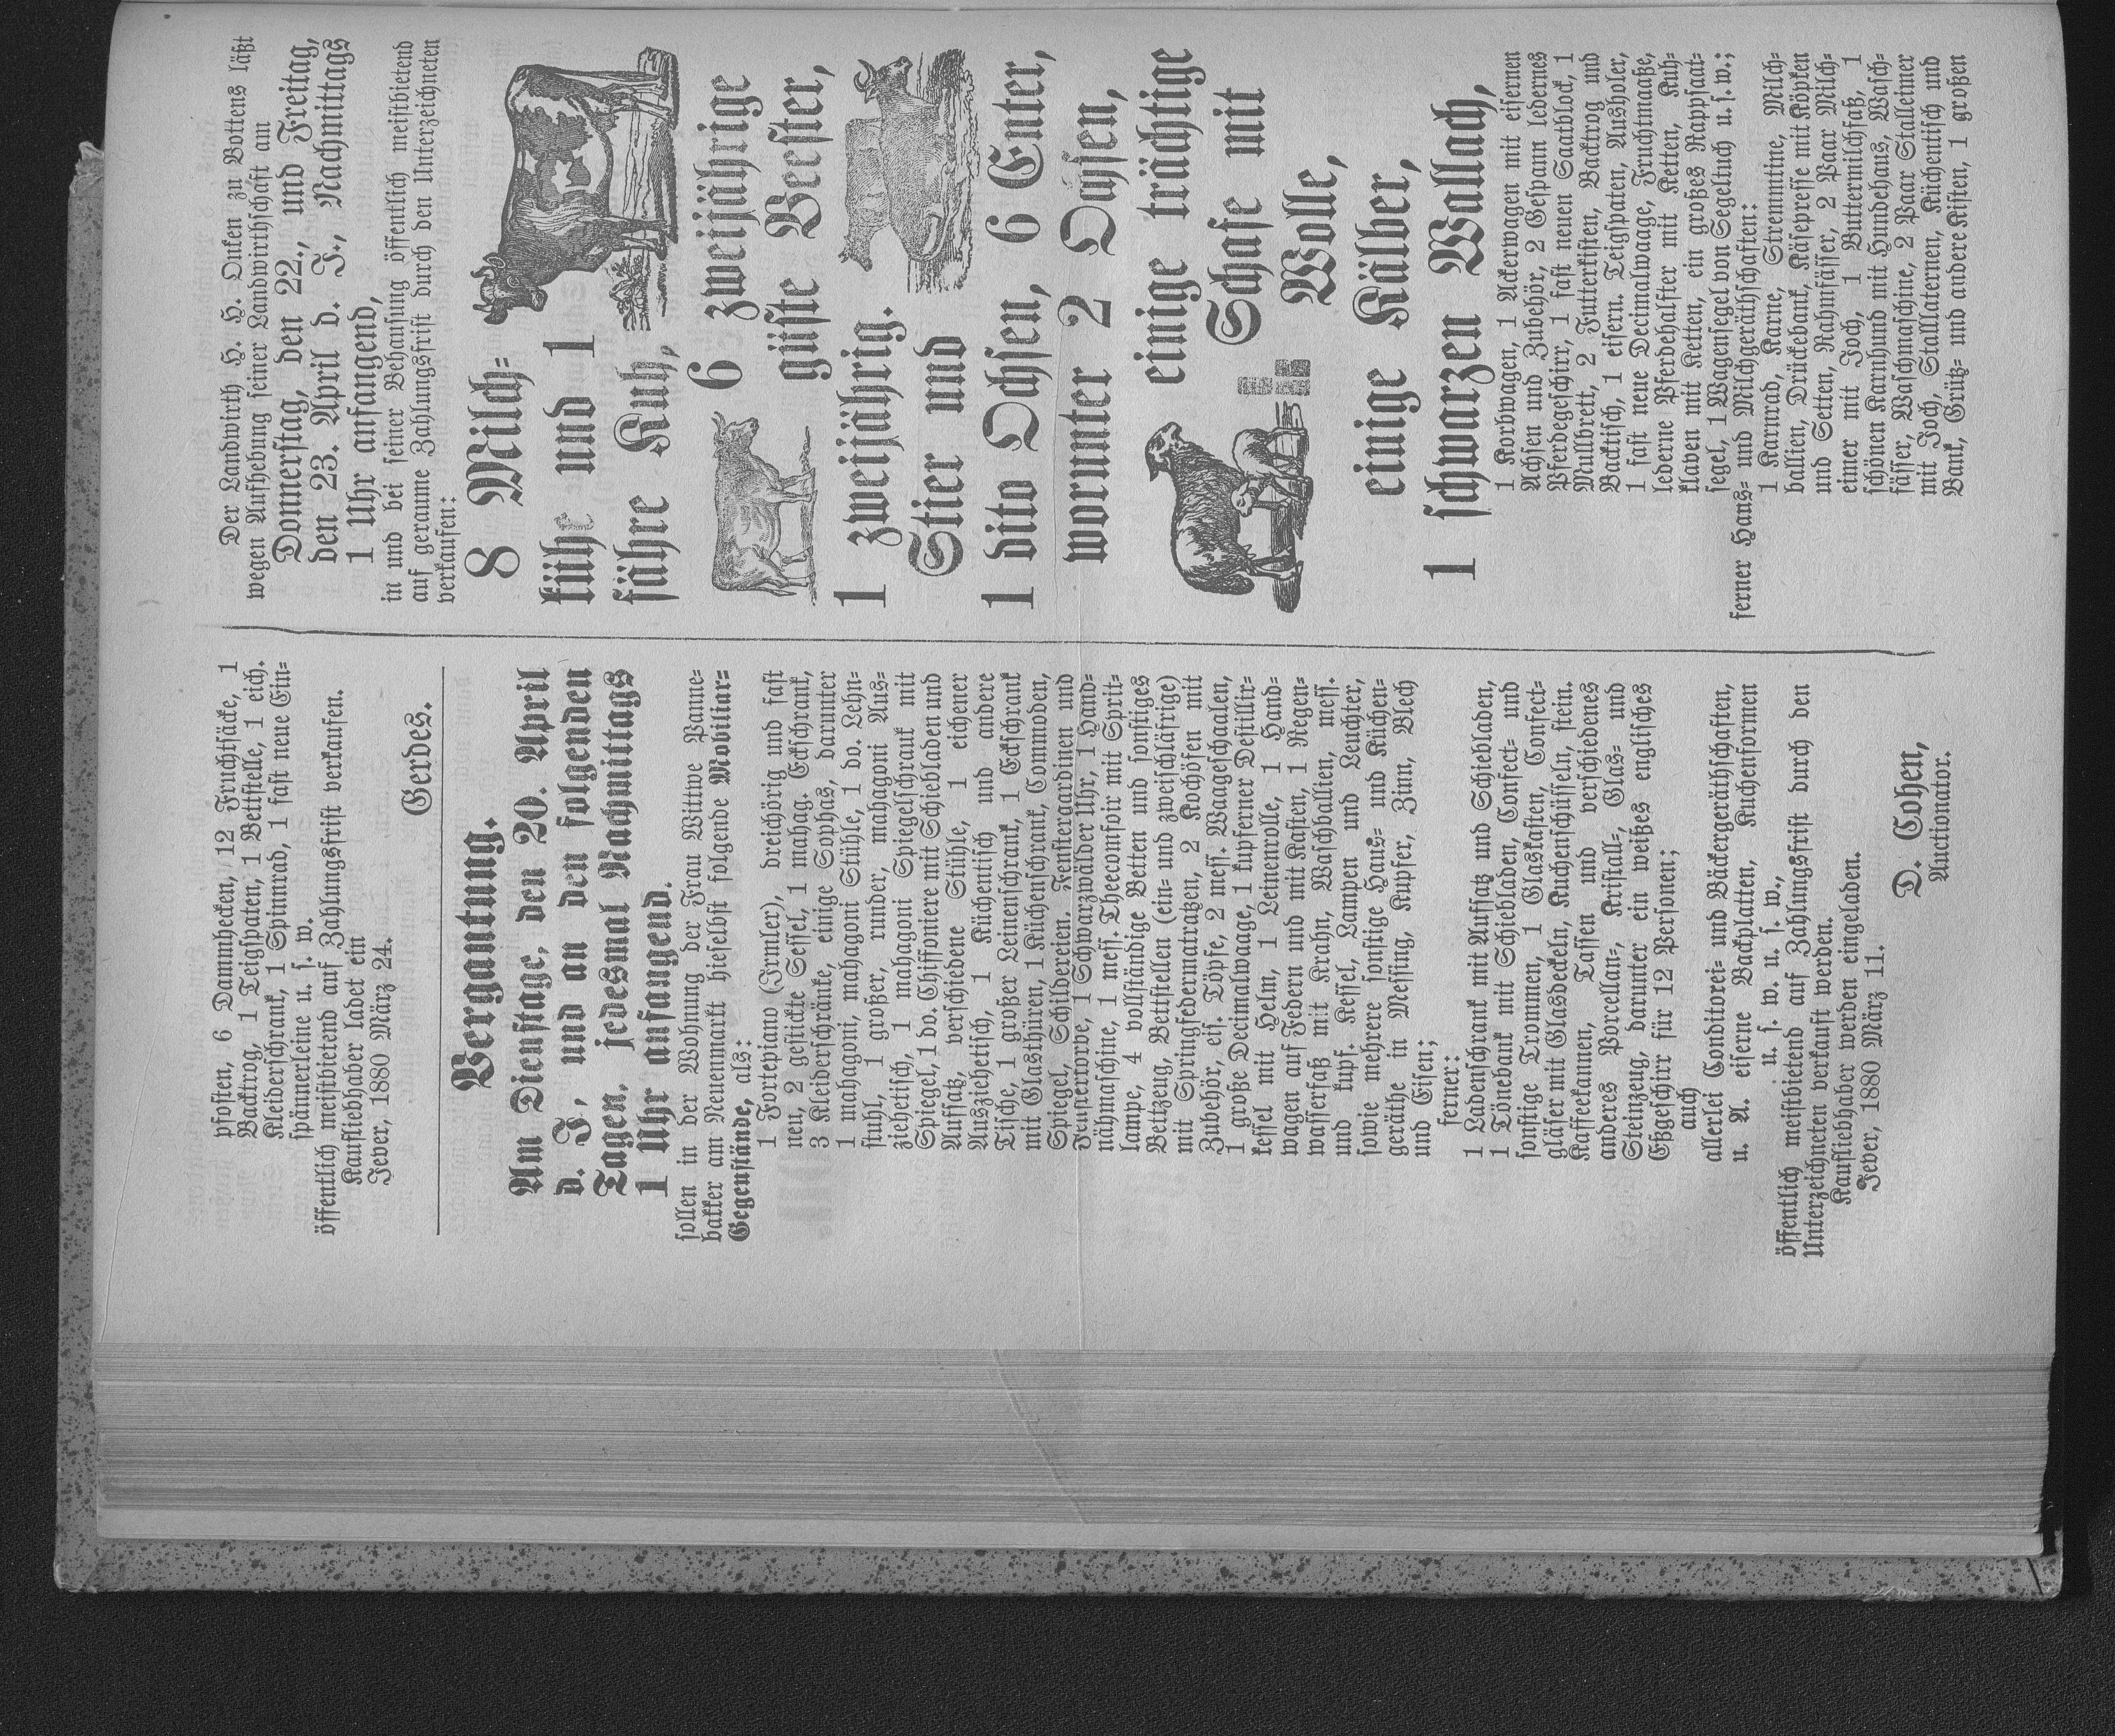 pfosten, 6 Dammhecken, 12 Fruchtsäcke, 1
Backtrog, 1 Teigspaten, 1 Bettstelle, 1 eich.
Kleiderschrank, 1 Spinnrad, 1 fast neue Ein-
spännerleine u. s. w.
öffentlich meistbietend auf Zahlungsfrist verkaufen.
Kaufliebhaber ladet ein
Jever, 1880 März 24.
Gerdes.
Vergantung.
Am Dienstage, den 20. April
d. J., und an den folgenden
Tagen, jedesmal Nachmittags
1 Uhr anfangend.
sollen in der Wohnung der Frau Wittwe Panne-
bakker am Neuenmarkt hieselbst folgende Mobiliar-
Gegenstände, als:
1 Fortepiano (Irmler), dreichörig und fast
neu, 2 gestickte Sessel, 1 mahag. Eckschrank,
3 Kleiderschränke, einige Sophas, darunter
1 mahagoni, mahagoni Stühle, 1 do. Lehn-
stuhl, 1 großer, runder, mahagoni Aus-
ziehetisch, 1 mahagoni Spiegelschrank mit
Spiegel, 1 do. Chiffoniere mit Schiebladen und
Aufsatz, verschiedene Stühle, 1 eichener
Ausziehetisch, 1 Küchentisch und andere
Tische, 1 großer Leinenschrank, 1 Eckschrank
mit Glasthüren, 1 Küchenschrank, Commoden,
Spiegel, Schildereien, Fenstergardinen und
Fensterkörbe, 1 Schwarzwälder Uhr, 1 Hand-
nähmaschine, 1 mess. Theecomfoir mit Sprit-
lampe, 4 vollständige Betten und sonstiges
Bettzeug, Bettstellen (ein- und zweischläfrige)
mit Springfedermatratzen, 2 Kochöfen mit
Zubehör, eis. Töpfe, 2 mess. Waageschaalen,
1 große Decimalwaage, 1 kupferner Destillir-
kessel mit Helm, 1 Leinenrolle, 1 Hand-
wagen auf Federn und mit Kasten, 1 Regen-
wasserfaß mit Krahn, Waschballien, mess.
und kupf. Kessel, Lampen und Leuchter,
sowie mehrere sonstige Haus- und Küchen-
geräthe in Messing, Kupfer, Zinn, Blech
und Eisen;
ferner:
1 Ladenschrank mit Aufsatz und Schiebladen,
1 Tönebank mit Schiebladen, Confect- und
sonstige Trommen, 1 Glaskasten, Confect-
gläser mit Glasdeckeln, Kuchenschüsseln, stein.
Kaffeekannen, Tassen und verschiedenes
anderes Porcellan-, Kristall-, Glas- und
Steinzeug, darunter ein weißes englisches
Eßgeschirr für 12 Personen;
auch
allerlei Conditorei- und Bäckergeräthschaften,
u. A. eiserne Backplatten, Kuchenformen
u. s. w. u. s. w.,
öffentlich meistbietend auf Zahlungsfrist durch den
Unterzeichneten verkauft werden.
Kaufliebhaber werden eingeladen.
Jever, 1880 März 11.
D. Cohen,
Auctionator.
Der Landwirth H. H. Onken zu Bottens läßt
wegen Aufhebung seiner Landwirthschaft am
Donnerstag, den 22., und Freitag,
den 23. April d. J., Nachmittags
1 Uhr anfangend,
in und bei seiner Behausung öffentlich meistbietend
auf geraume Zahlungsfrist durch den Unterzeichneten
verkaufen:
8 Milch-
kühe und 1
fähre Kuh,
6 zweijährige
güste Beester,
1 zweijährig.
Stier und
1 dito Ochsen, 6 Enter,
worunter 2 Ochsen,
einige trächtige
Schafe mit
Wolle,
einige Kälber,
1 schwarzen Wallach,
1 Korbwagen, 1 Ackerwagen mit eisernen
Achsen und Zubehör, 2 Gespann ledernes
Pferdegeschirr, 1 fast neuen Saatblock, 1
Mullbrett, 2 Futterkisten, Backtrog und
Backtisch, 1 eisern. Teigspaten, Ausholer,
1 fast neue Decimalwaage, Fruchtmaaße,
lederne Pferdehalfter mit Ketten, Kuh-
klaven mit Ketten, ein großes Rappsaat-
segel, 1 Wagensegel von Segeltuch u. s. w.;
ferner Haus- und Milchgeräthschaften:
1 Karnrad, Karne, Stremmtine, Milch-
ballien, Drückebank, Käsepresse mit Köpken
und Setten, Rahmfässer, 2 Paar Milch-
eimer mit Joch, 1 Buttermilchfaß, 1
schönen Karnhund mit Hundehaus, Wasch-
fässer, Waschmaschine, 2 Paar Stalleimer
mit Joch, Stalllaternen, Küchentisch und
Bank, Grütz- und andere Kisten, 1 großen